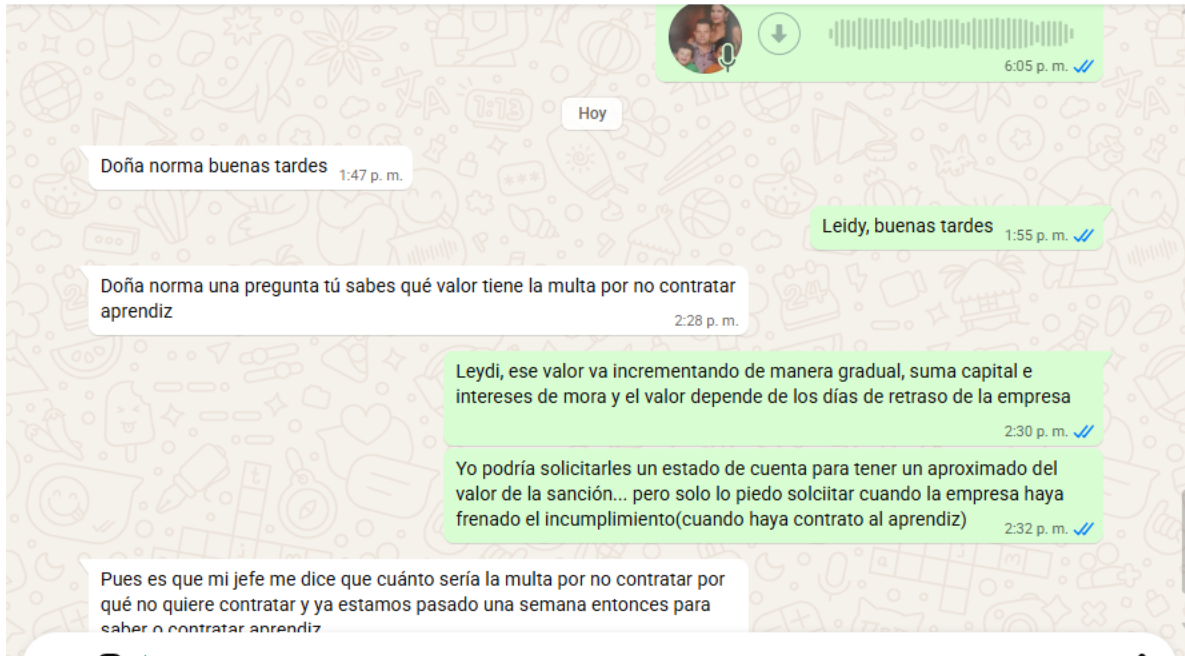 6:05 p. m.
Hoy
Doña norma buenas tardes 1:47 p. m.
Leidy, buenas tardes 1:55 p. m.
Doña norma una pregunta tú sabes qué valor tiene la multa por no contratar
aprendiz
2:28 p. m.
Leydi, ese valor va incrementando de manera gradual, suma capital e
intereses de mora y el valor depende de los días de retraso de la empresa
2:30 p. m.
Yo podría solicitarles un estado de cuenta para tener un aproximado del
valor de la sanción... pero solo lo piedo solciitar cuando la empresa haya
frenado el incumplimiento(cuando haya contrato al aprendiz) 2:32 p. m.
Pues es que mi jefe me dice que cuánto sería la multa por no contratar por
qué no quiere contratar y ya estamos pasado una semana entonces para
saber o contratar aprendiz